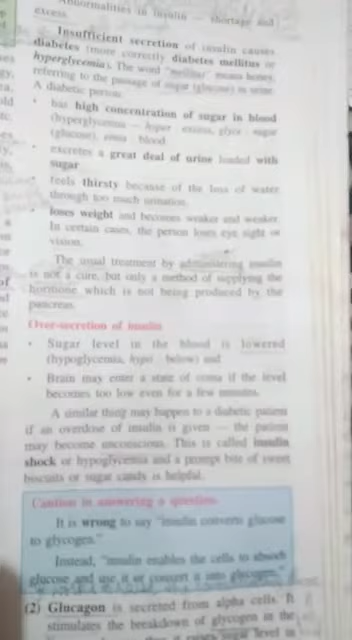 Abnormalities in insulin — shortage and
excess.
Insufficient secretion of insulin causes
diabetes (more correctly diabetes mellitus or
hyperglycemia). The word "mellitus" means honey,
referring to the passage of sugar (glucose) in urine.
A diabetic person:
• has high concentration of sugar in blood
(hyperglycemia – hyper excess, glyce sugar
(glucose), emia blood
• excretes a great deal of urine loaded with
sugar
• feels thirsty because of the loss of water
through too much urination.
• loses weight and becomes weaker and weaker.
In certain cases, the person loses eye sight or
vision.
The usual treatment by administering insulin
is not a cure, but only a method of supplying the
hormone which is not being produced by the
pancreas.
Over-secretion of insulin
• Sugar level in the blood is lowered
(hypoglycemia, hypo : below) and
• Brain may enter a state of coma if the level
becomes too low even for a few minutes.
A similar thing may happen to a diabetic patient
if an overdose of insulin is given — the patient
may become unconscious. This is called insulin
shock or hypoglycemia and a prompt bite of sweet
biscuits or sugar candy is helpful.
Caution in answering a question
It is wrong to say "insulin converts glucose
to glycogen."
Instead, "insulin enables the cells to absorb
glucose and use it or convert it into glycogen."
(2) Glucagon is secreted from alpha cells. It
stimulates the breakdown of glycogen in the
sugar level in